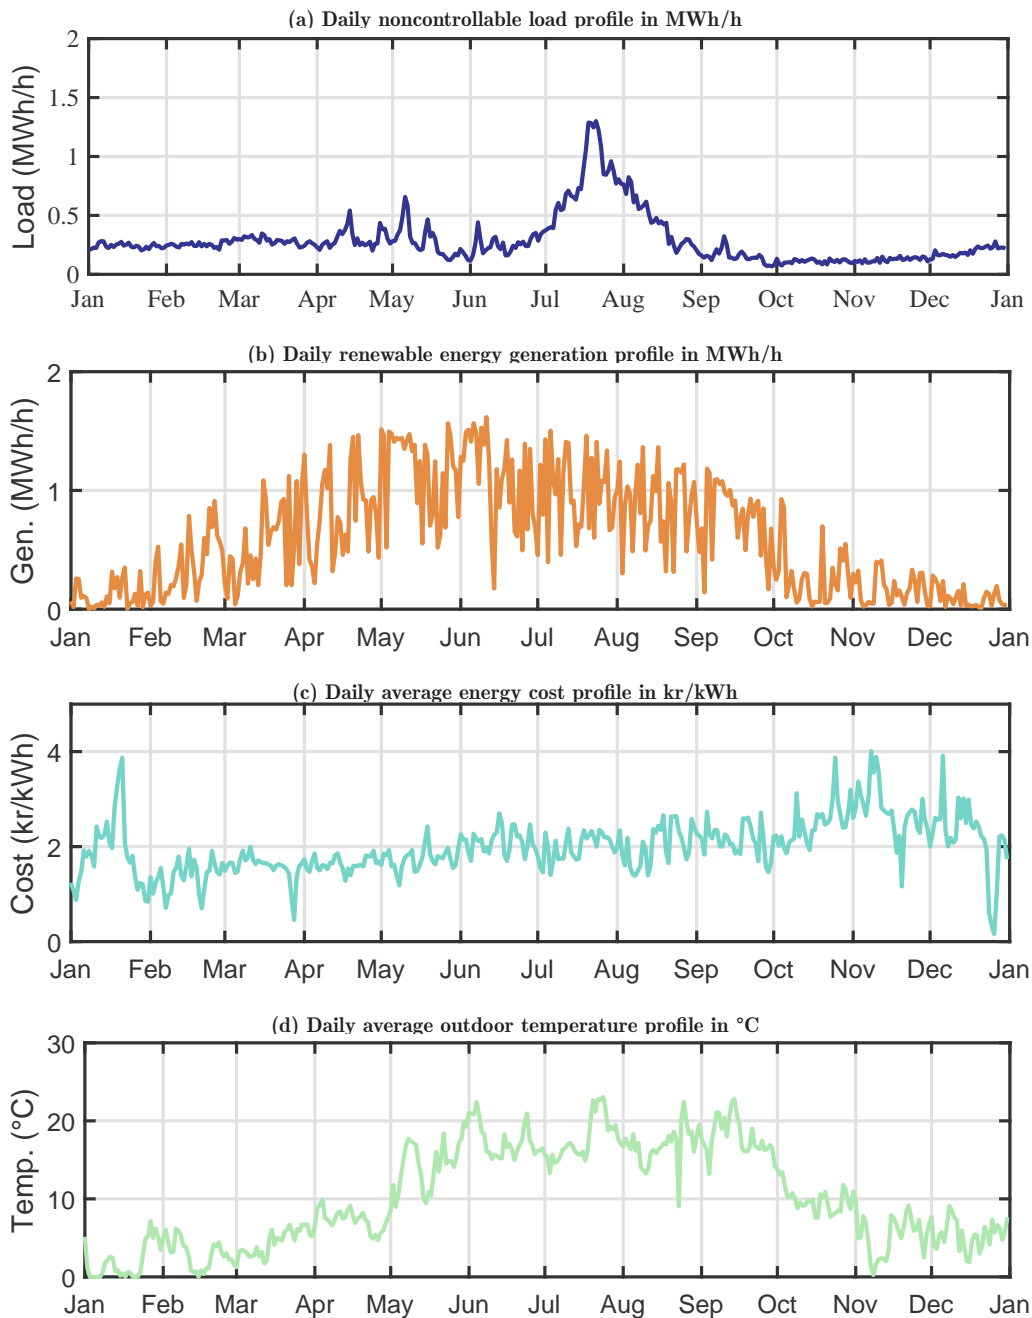 (a) Daily noncontrollable load profile in MWh/h
2
1.5
1
0.5
0
Load (MWh/h)
Jan Feb Mar Apr May Jun Jul Aug Sep Oct Nov Dec Jan
(b) Daily renewable energy generation profile in MWh/h
2
1
0
Gen. (MWh/h)
Jan Feb Mar Apr May Jun Jul Aug Sep Oct Nov Dec Jan
(c) Daily average energy cost profile in kr/kWh
4
2
0
Cost (kr/kWh)
Jan Feb Mar Apr May Jun Jul Aug Sep Oct Nov Dec Jan
(d) Daily average outdoor temperature profile in °C
30
20
10
0
Temp. (°C)
Jan Feb Mar Apr May Jun Jul Aug Sep Oct Nov Dec Jan